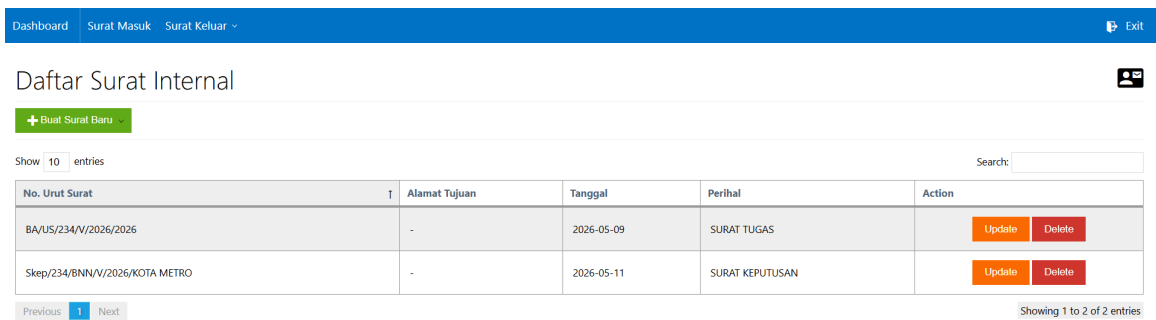 Dashboard Surat Masuk Surat Keluar Exit
Daftar Surat Internal
Buat Surat Baru
Show 10 entries Search:
No. Urut Surat Alamat Tujuan Tanggal Perihal Action
BA/US/234/V/2026/2026 - 2026-05-09 SURAT TUGAS Update Delete
Skep/234/BNN/V/2026/KOTA METRO - 2026-05-11 SURAT KEPUTUSAN Update Delete
Previous 1 Next Showing 1 to 2 of 2 entries